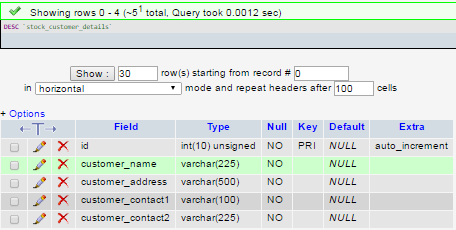 Showing rows 0 - 4 (~5¹ total, Query took 0.0012 sec)
DESC `stock_customer_details`
Show : 30 row(s) starting from record # 0
in horizontal mode and repeat headers after 100 cells
+ Options
←T→ Field Type Null Key Default Extra
id int(10) unsigned NO PRI NULL auto_increment
customer_name varchar(225) NO NULL
customer_address varchar(500) NO NULL
customer_contact1 varchar(100) NO NULL
customer_contact2 varchar(225) NO NULL